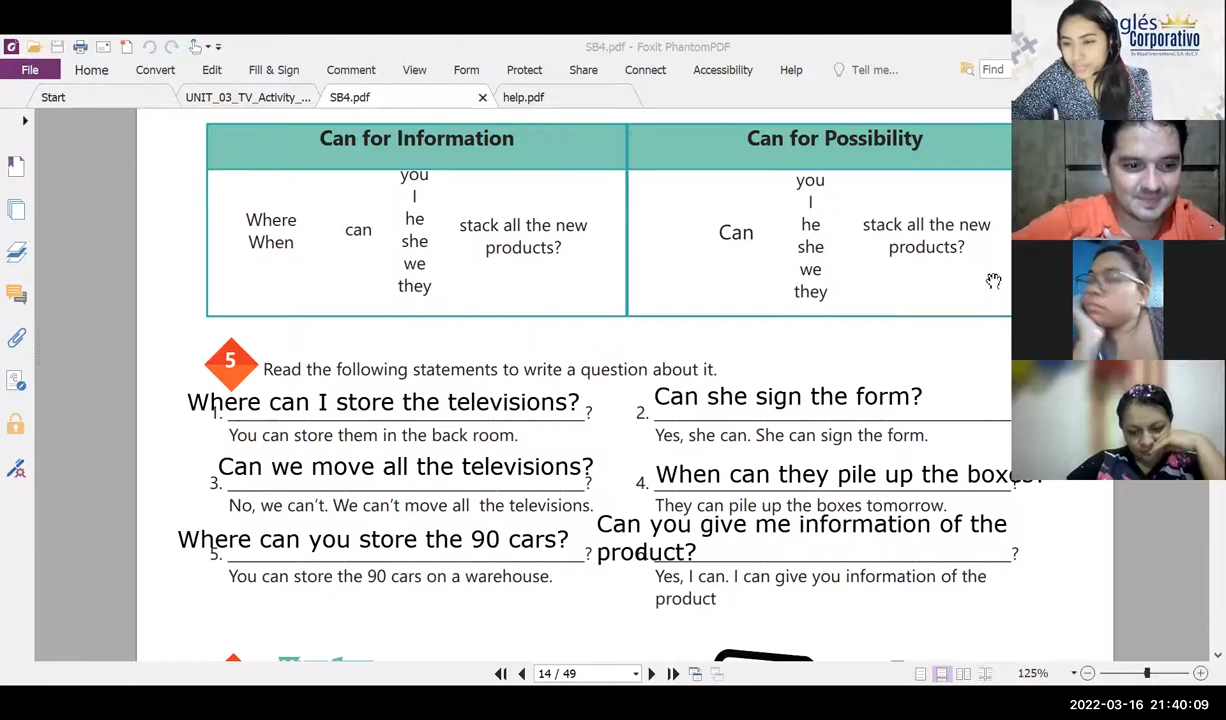 SB4.pdf - Foxit PhantomPDF
File Home Convert Edit Fill & Sign Comment View Form Protect Share Connect Accessibility Help Tell me... Find
Start UNIT_03_TV_Activity_... SB4.pdf help.pdf
glés
Corporativo
Can for Information
Can for Possibility
Where
When
can
you
I
he
she
we
they
stack all the new
products?
Can
you
I
he
she
we
they
stack all the new
products?
5
Read the following statements to write a question about it.
Where can I store the televisions?
1. ?
You can store them in the back room.
Can she sign the form?
2.
Yes, she can. She can sign the form.
Can we move all the televisions?
3. ?
No, we can't. We can't move all the televisions.
When can they pile up the boxes?
4.
They can pile up the boxes tomorrow.
Where can you store the 90 cars?
5. ?
You can store the 90 cars on a warehouse.
Can you give me information of the
product?
6. ?
Yes, I can. I can give you information of the
product
14 / 49
125%
2022-03-16 21:40:09